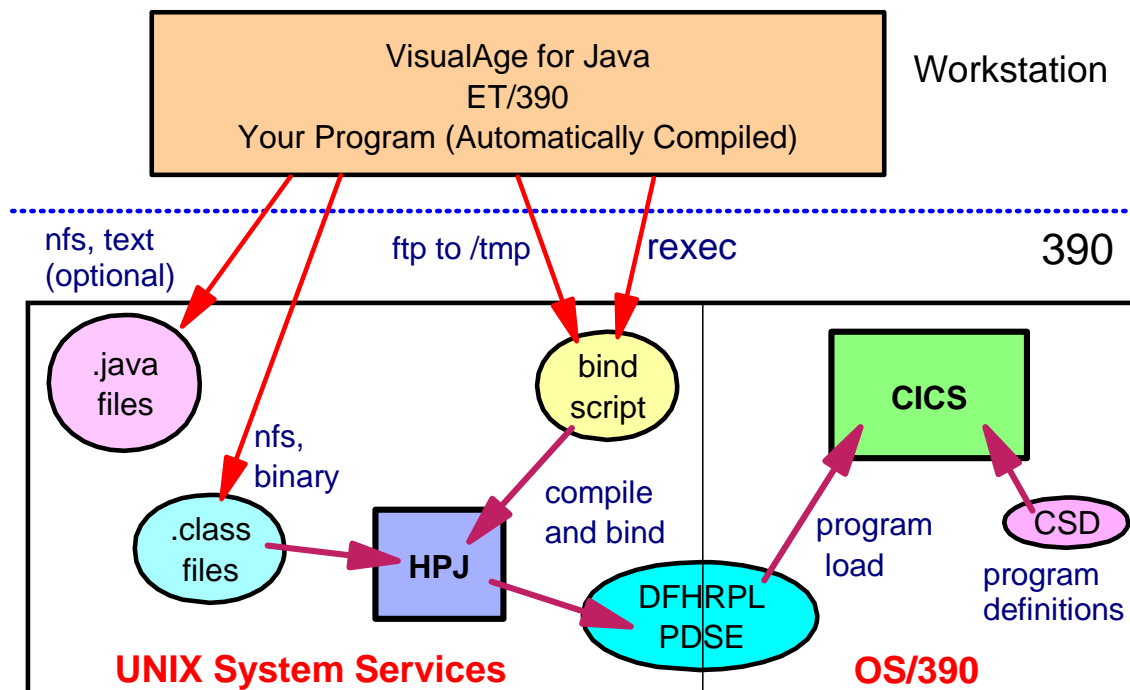 VisualAge for Java
ET/390
Your Program (Automatically Compiled)
Workstation
nfs, text
(optional)
ftp to /tmp
rexec
390
.java
files
bind
script
CICS
nfs,
binary
compile
and bind
program
load
CSD
program
definitions
.class
files
HPJ
DFHRPL
PDSE
UNIX System Services
OS/390